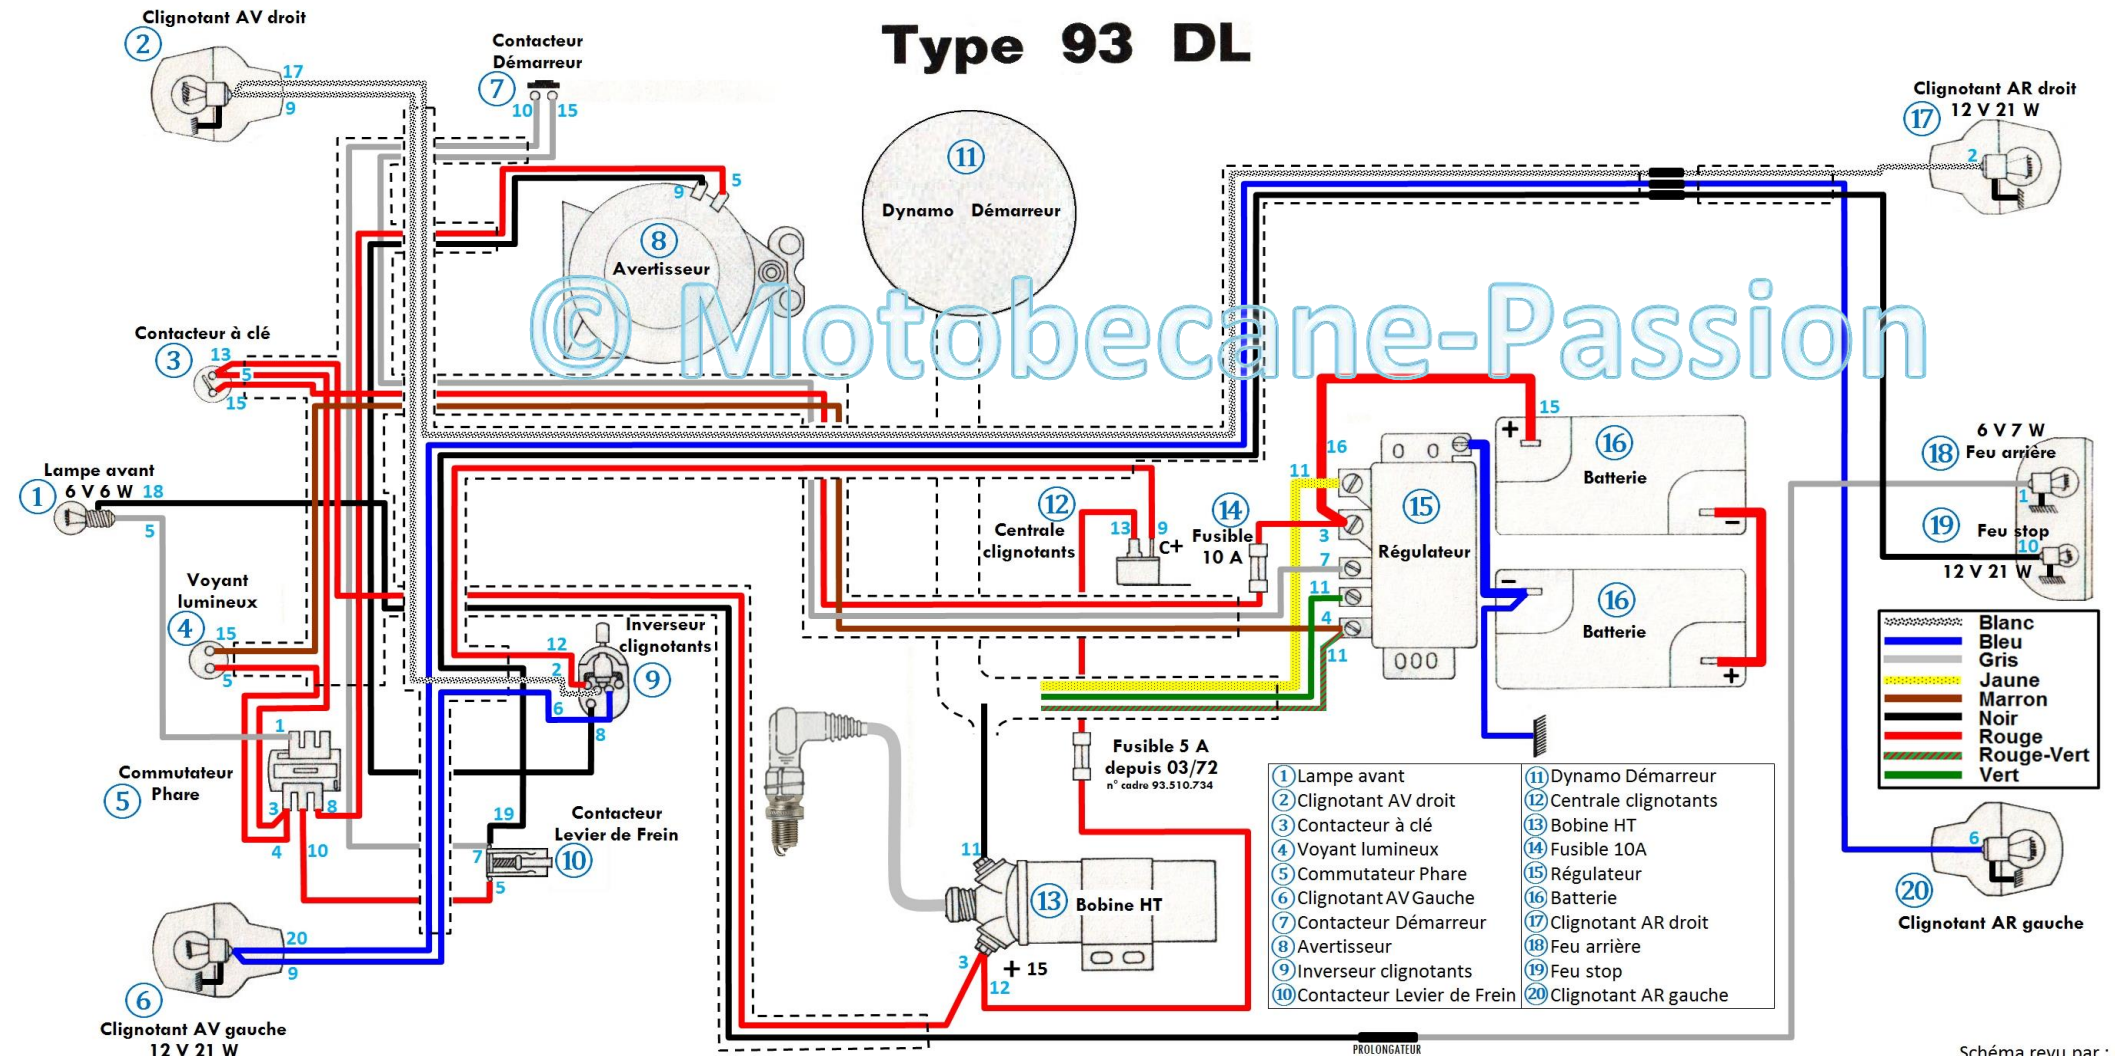 Type 93 DL
Clignotant AV droit
2
17
9
Contacteur
Démarreur
7
10
15
Clignotant AR droit
12 V 21 W
17
2
9
5
8
Avertisseur
11
Dynamo Démarreur
© Motobecane-Passion
Contacteur à clé
3
13
5
15
Lampe avant
6 V 6 W
1
18
5
Voyant
lumineux
4
15
5
Commutateur
Phare
5
1
3
8
4
10
Clignotant AV gauche
12 V 21 W
6
20
9
Inverseur
clignotants
9
12
2
6
8
Contacteur
Levier de Frein
10
19
7
5
12
Centrale
clignotants
13
9
C+
14
Fusible
10 A
Fusible 5 A
depuis 03/72
n° cadre 93.510.734
13
Bobine HT
11
3
+ 15
12
15
Régulateur
16
11
3
7
11
4
11
15
+
16
Batterie
−
−
16
Batterie
+
6 V 7 W
Feu arrière
18
1
19
Feu stop
10
12 V 21 W
Blanc
Bleu
Gris
Jaune
Marron
Noir
Rouge
Rouge-Vert
Vert
6
20
Clignotant AR gauche
1 Lampe avant
2 Clignotant AV droit
3 Contacteur à clé
4 Voyant lumineux
5 Commutateur Phare
6 Clignotant AV Gauche
7 Contacteur Démarreur
8 Avertisseur
9 Inverseur clignotants
10 Contacteur Levier de Frein
11 Dynamo Démarreur
12 Centrale clignotants
13 Bobine HT
14 Fusible 10A
15 Régulateur
16 Batterie
17 Clignotant AR droit
18 Feu arrière
19 Feu stop
20 Clignotant AR gauche
PROLONGATEUR
Schéma revu par :